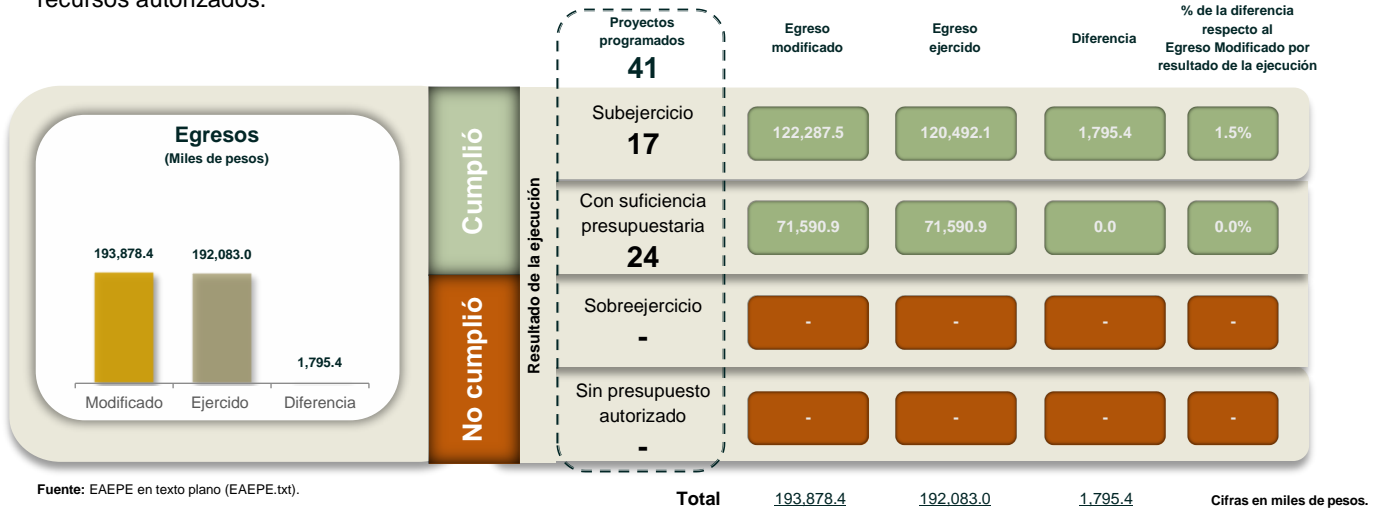 recursos autorizados.
Proyectos
programados
41
Egreso
modificado
Egreso
ejercido
Diferencia
% de la diferencia
respecto al
Egreso Modificado por
resultado de la ejecución
Egresos
(Miles de pesos)
193,878.4
192,083.0
1,795.4
Modificado
Ejercido
Diferencia
Cumplió
No cumplió
Resultado de la ejecución
Subejercicio
17
122,287.5
120,492.1
1,795.4
1.5%
Con suficiencia
presupuestaria
24
71,590.9
71,590.9
0.0
0.0%
Sobreejercicio
-
-
-
-
-
Sin presupuesto
autorizado
-
-
-
-
-
Fuente: EAEPE en texto plano (EAEPE.txt).
Total
193,878.4
192,083.0
1,795.4
Cifras en miles de pesos.